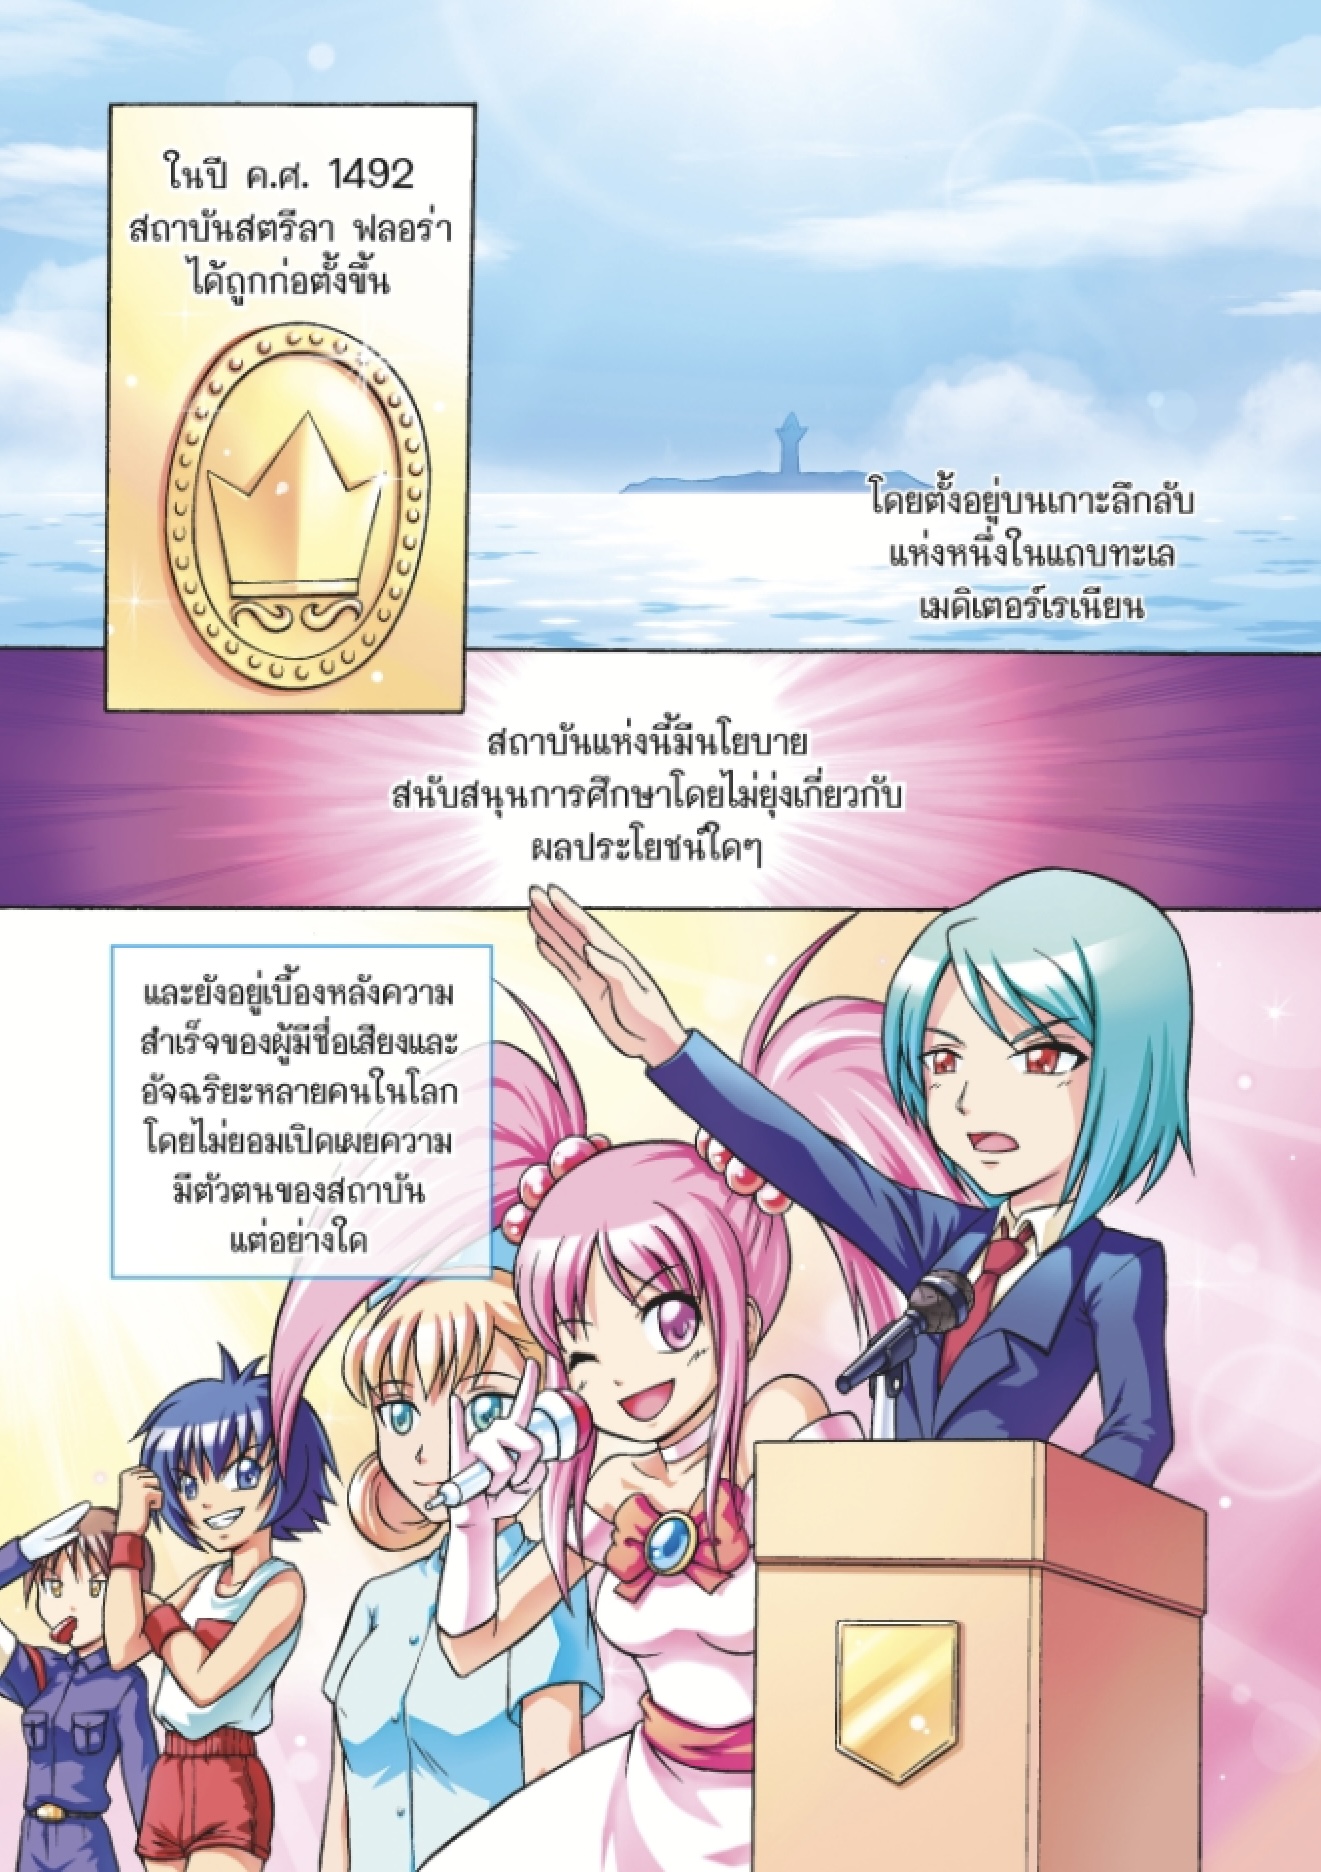 ในปี ค.ศ. 1492
สถาบันสตรีลา ฟลอร่า
ได้ถูกก่อตั้งขึ้น
โดยตั้งอยู่บนเกาะลึกลับ
แห่งหนึ่งในแถบทะเล
เมดิเตอร์เรเนียน
สถาบันแห่งนี้มีนโยบาย
สนับสนุนการศึกษาโดยไม่ยุ่งเกี่ยวกับ
ผลประโยชน์ใดๆ
และยังอยู่เบื้องหลังความ
สำเร็จของผู้มีชื่อเสียงและ
อัจฉริยะหลายคนในโลก
โดยไม่ยอมเปิดเผยความ
มีตัวตนของสถาบัน
แต่อย่างใด